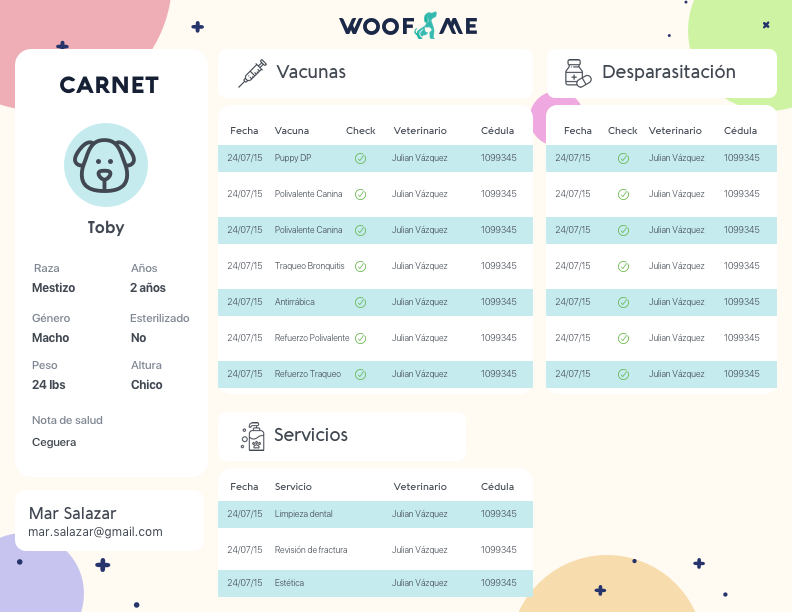 WOOF ME
CARNET
Toby
Raza Años
Mestizo 2 años
Género Esterilizado
Macho No
Peso Altura
24 lbs Chico
Nota de salud
Ceguera
Mar Salazar
mar.salazar@gmail.com
Vacunas
Fecha Vacuna Check Veterinario Cédula
24/07/15 Puppy DP Julian Vázquez 1099345
24/07/15 Polivalente Canina Julian Vázquez 1099345
24/07/15 Polivalente Canina Julian Vázquez 1099345
24/07/15 Traqueo Bronquitis Julian Vázquez 1099345
24/07/15 Antirrábica Julian Vázquez 1099345
24/07/15 Refuerzo Polivalente Julian Vázquez 1099345
24/07/15 Refuerzo Traqueo Julian Vázquez 1099345
Desparasitación
Fecha Check Veterinario Cédula
24/07/15 Julian Vázquez 1099345
24/07/15 Julian Vázquez 1099345
24/07/15 Julian Vázquez 1099345
24/07/15 Julian Vázquez 1099345
24/07/15 Julian Vázquez 1099345
24/07/15 Julian Vázquez 1099345
24/07/15 Julian Vázquez 1099345
Servicios
Fecha Servicio Veterinario Cédula
24/07/15 Limpieza dental Julian Vázquez 1099345
24/07/15 Revisión de fractura Julian Vázquez 1099345
24/07/15 Estética Julian Vázquez 1099345